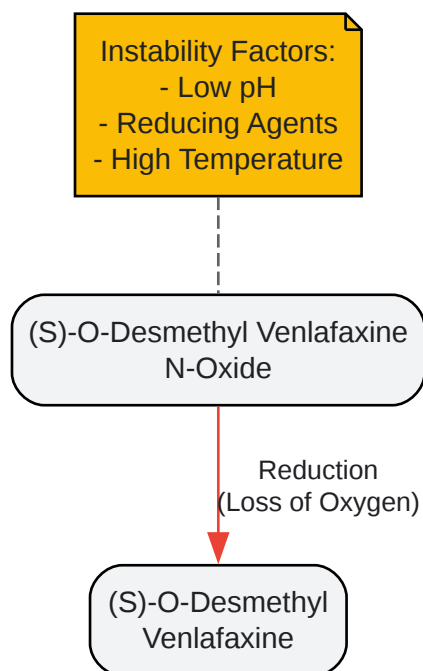 Instability Factors:
- Low pH
- Reducing Agents
- High Temperature
(S)-O-Desmethyl Venlafaxine
N-Oxide
Reduction
(Loss of Oxygen)
(S)-O-Desmethyl
Venlafaxine